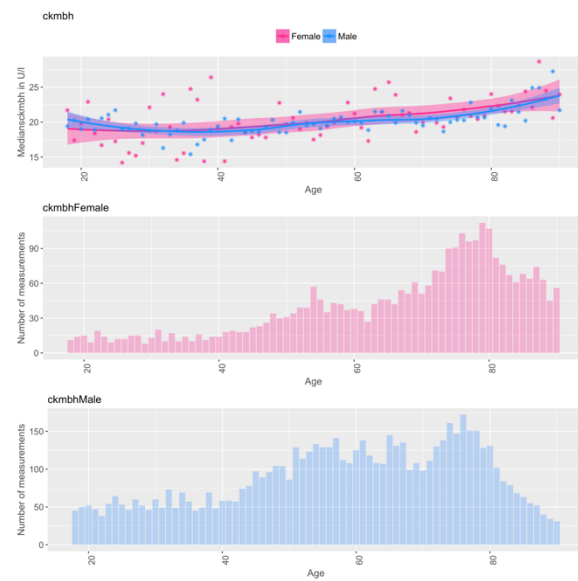 ckmbh
Female Male
Mediansckmbh in U/l
25
20
15
20
40
60
80
Age
ckmbhFemale
Number of measurements
90
60
30
0
20
40
60
80
Age
ckmbhMale
Number of measurements
150
100
50
0
20
40
60
80
Age